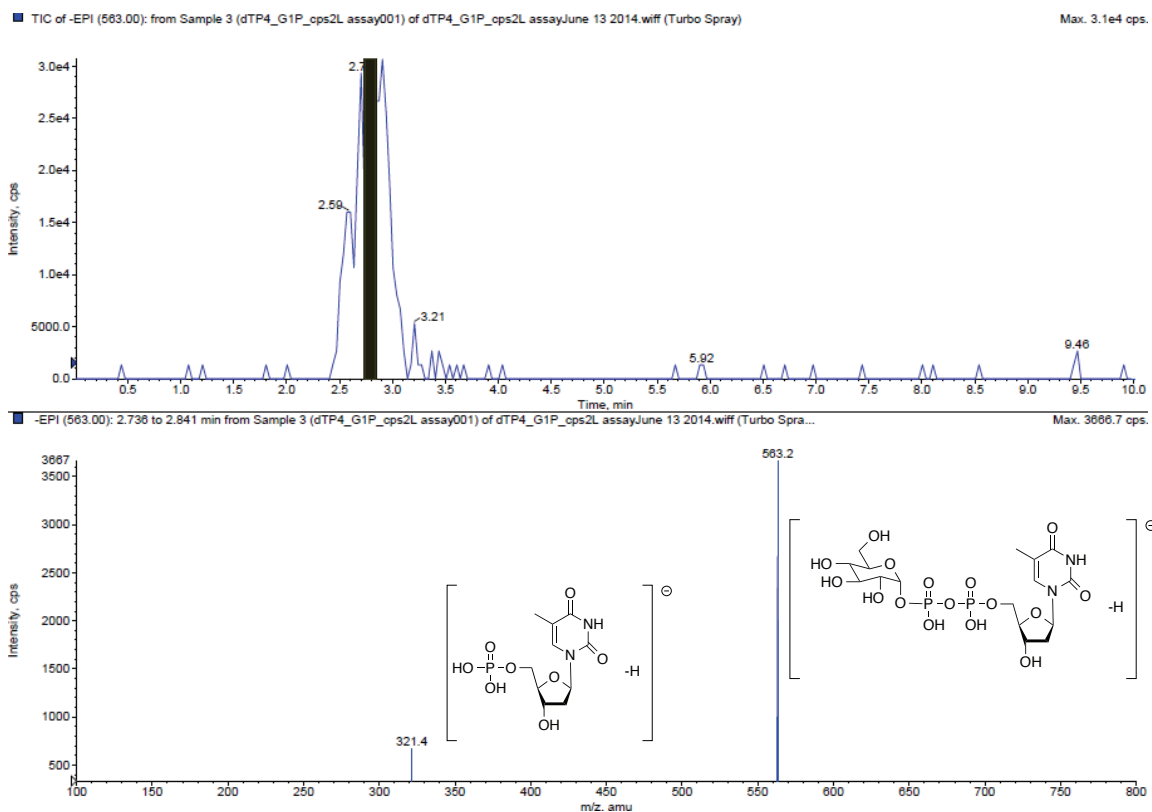 TIC of -EPI (563.00): from Sample 3 (dTP4_G1P_cps2L assay001) of dTP4_G1P_cps2L assayJune 13 2014.wiff (Turbo Spray) Max. 3.1e4 cps.
3.0e4
2.5e4
2.0e4
1.5e4
1.0e4
5000.0
0.0
Intensity, cps
2.59
2.7
3.21
5.92
9.46
0.5 1.0 1.5 2.0 2.5 3.0 3.5 4.0 4.5 5.0 5.5 6.0 6.5 7.0 7.5 8.0 8.5 9.0 9.5 10.0
Time, min
-EPI (563.00): 2.736 to 2.841 min from Sample 3 (dTP4_G1P_cps2L assay001) of dTP4_G1P_cps2L assayJune 13 2014.wiff (Turbo Spra... Max. 3666.7 cps.
3667
3500
3000
2500
2000
1500
1000
500
Intensity, cps
321.4
563.2
O
NH
N O
O
HO P O
OH
O
OH
-H
⊖
OH
HO O
HO
HO
O P O P O
O O
OH OH
O
NH
N O
O
OH
-H
⊖
100 150 200 250 300 350 400 450 500 550 600 650 700 750 800
m/z, amu